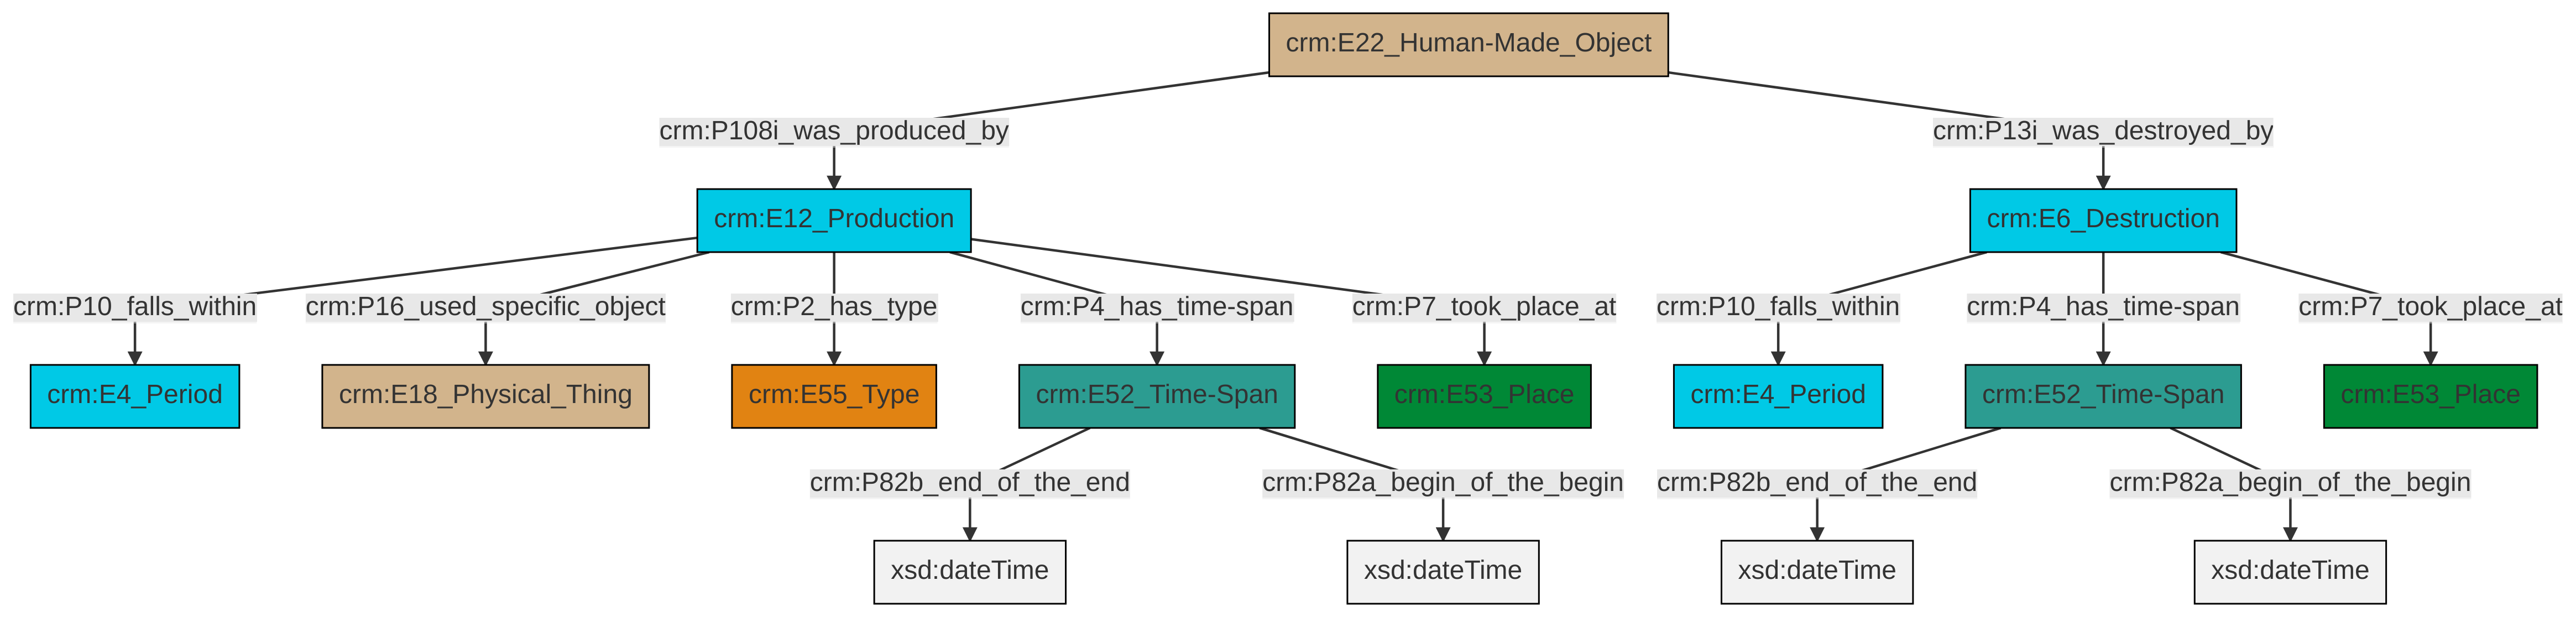 crm:E22_Human-Made_Object
crm:P108i_was_produced_by
crm:P13i_was_destroyed_by
crm:E12_Production
crm:E6_Destruction
crm:P10_falls_within
crm:P16_used_specific_object
crm:P2_has_type
crm:P4_has_time-span
crm:P7_took_place_at
crm:P10_falls_within
crm:P4_has_time-span
crm:P7_took_place_at
crm:E4_Period
crm:E18_Physical_Thing
crm:E55_Type
crm:E52_Time-Span
crm:E53_Place
crm:E4_Period
crm:E52_Time-Span
crm:E53_Place
crm:P82b_end_of_the_end
crm:P82a_begin_of_the_begin
crm:P82b_end_of_the_end
crm:P82a_begin_of_the_begin
xsd:dateTime
xsd:dateTime
xsd:dateTime
xsd:dateTime